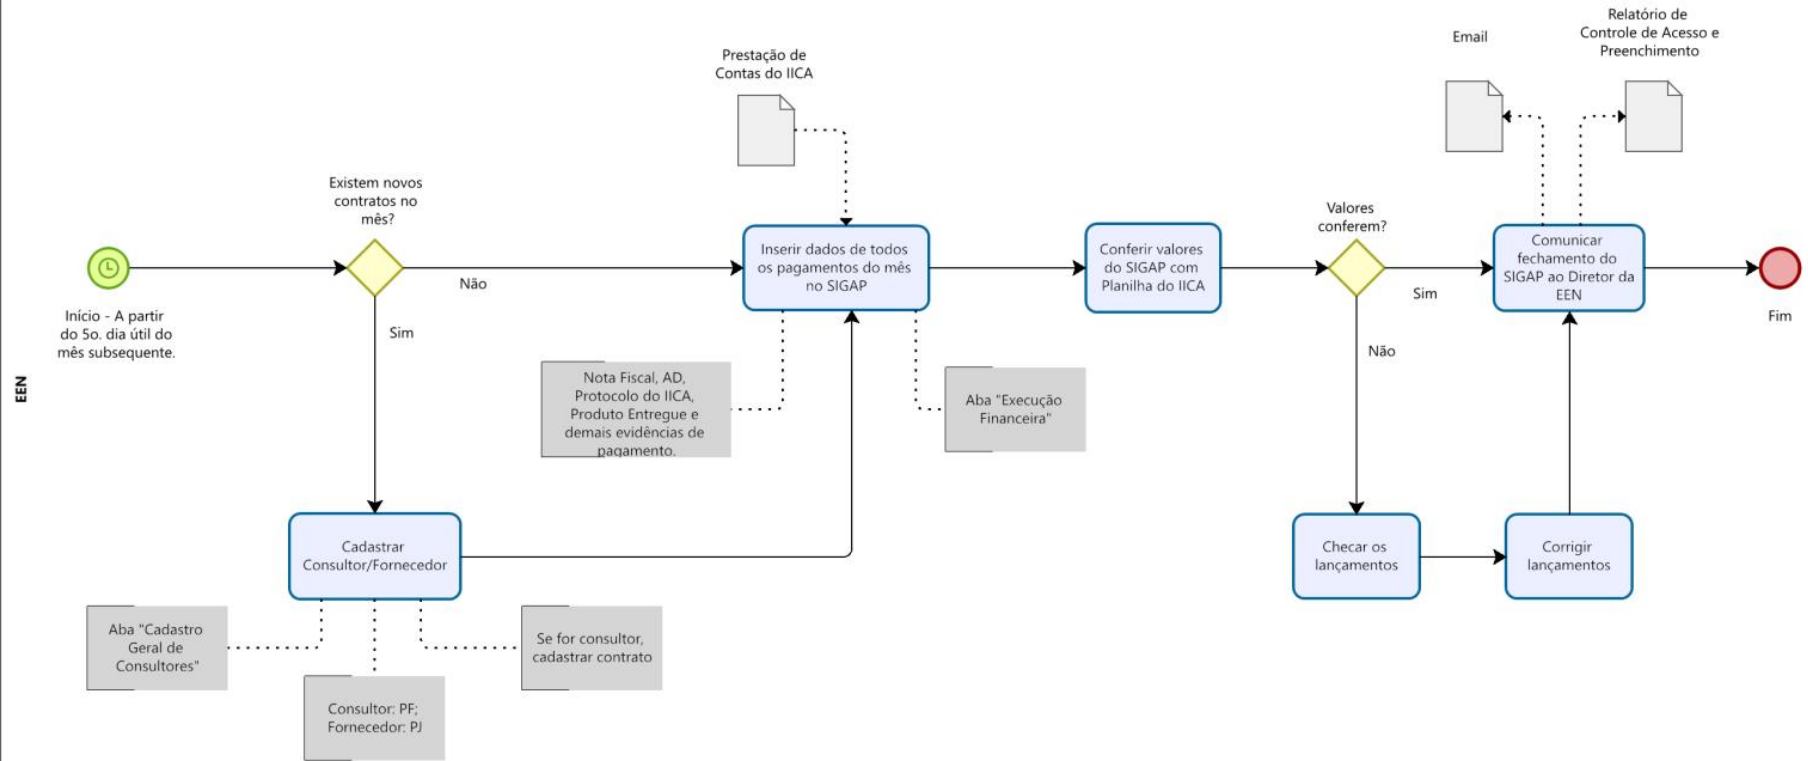 EEN
Início - A partir
do 5o. dia útil do
mês subsequente.
Existem novos
contratos no
mês?
Não
Sim
Cadastrar
Consultor/Fornecedor
Aba "Cadastro
Geral de
Consultores"
Consultor: PF;
Fornecedor: PJ
Se for consultor,
cadastrar contrato
Prestação de
Contas do IICA
Inserir dados de todos
os pagamentos do mês
no SIGAP
Nota Fiscal, AD,
Protocolo do IICA,
Produto Entregue e
demais evidências de
pagamento.
Aba "Execução
Financeira"
Conferir valores
do SIGAP com
Planilha do IICA
Valores
conferem?
Sim
Não
Checar os
lançamentos
Corrigir
lançamentos
Email
Relatório de
Controle de Acesso e
Preenchimento
Comunicar
fechamento do
SIGAP ao Diretor da
EEN
Fim